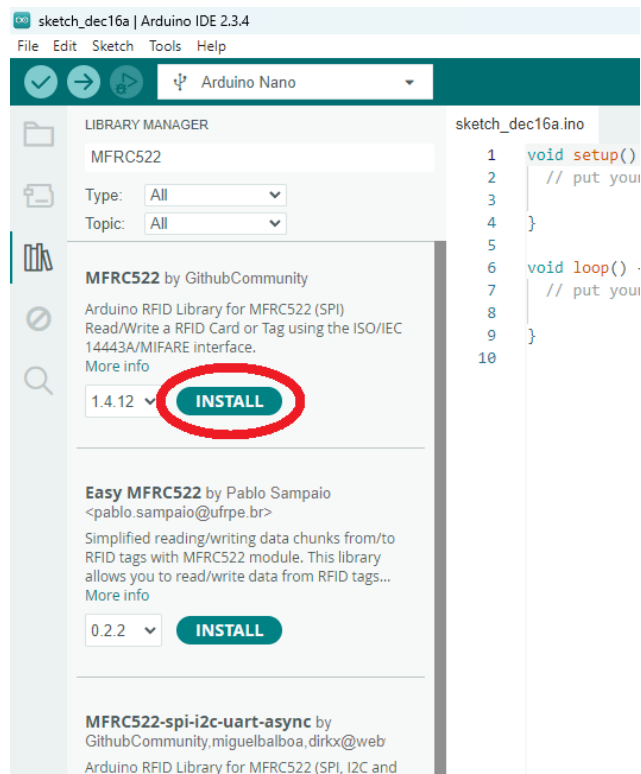 sketch_dec16a | Arduino IDE 2.3.4
File Edit Sketch Tools Help
Arduino Nano
LIBRARY MANAGER
MFRC522
Type: All
Topic: All
MFRC522 by GithubCommunity
Arduino RFID Library for MFRC522 (SPI)
Read/Write a RFID Card or Tag using the ISO/IEC
14443A/MIFARE interface.
More info
1.4.12 INSTALL
Easy MFRC522 by Pablo Sampaio
<pablo.sampaio@ufrpe.br>
Simplified reading/writing data chunks from/to
RFID tags with MFRC522 module. This library
allows you to read/write data from RFID tags...
More info
0.2.2 INSTALL
MFRC522-spi-i2c-uart-async by
GithubCommunity,miguelbalboa,dirkx@web
Arduino RFID Library for MFRC522 (SPI, I2C and
sketch_dec16a.ino
1 void setup()
2 // put your
3
4 }
5
6 void loop() {
7 // put your
8
9 }
10